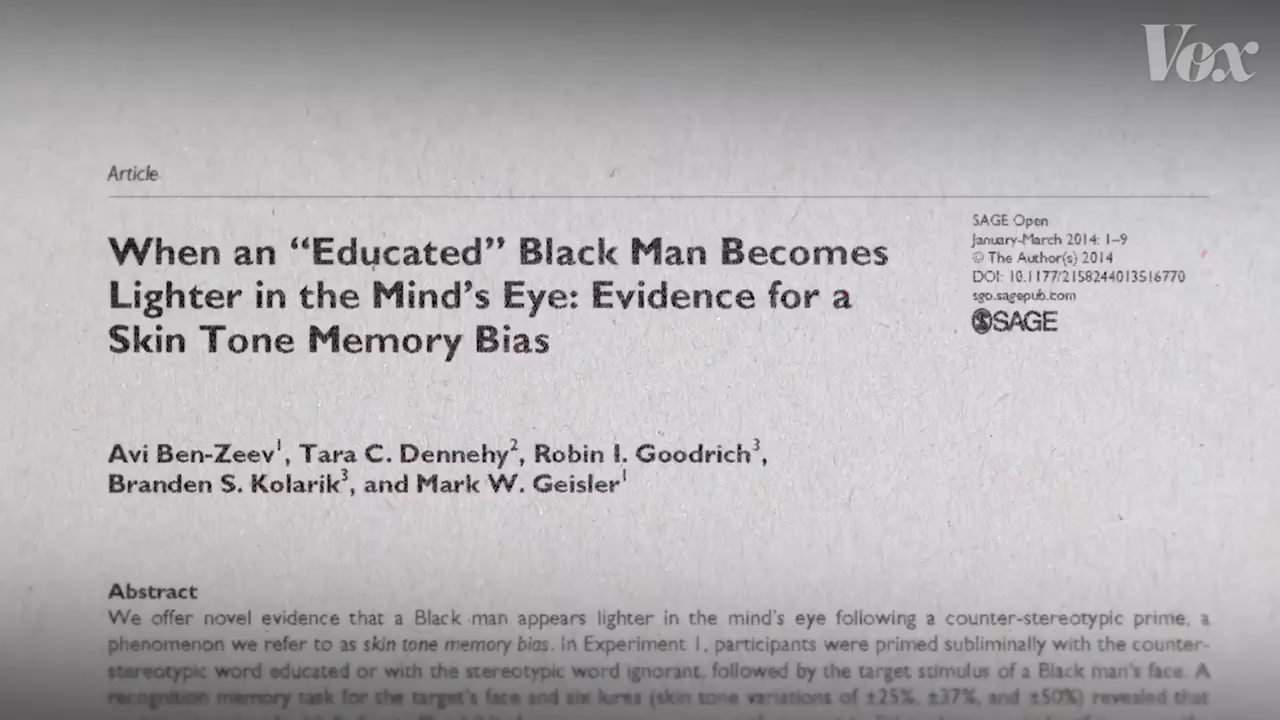 Vox
Article
SAGE Open
January-March 2014: 1–9
© The Author(s) 2014
DOI: 10.1177/2158244013516770
sgo.sagepub.com
SAGE
When an “Educated” Black Man Becomes
Lighter in the Mind’s Eye: Evidence for a
Skin Tone Memory Bias
Avi Ben-Zeev1, Tara C. Dennehy2, Robin I. Goodrich3,
Branden S. Kolarik3, and Mark W. Geisler1
Abstract
We offer novel evidence that a Black man appears lighter in the mind’s eye following a counter-stereotypic prime, a
phenomenon we refer to as skin tone memory bias. In Experiment 1, participants were primed subliminally with the counter-
stereotypic word educated or with the stereotypic word ignorant, followed by the target stimulus of a Black man’s face. A
recognition memory task for the target’s face and six lures (skin tone variations of ±25%, ±37%, and ±50%) revealed that